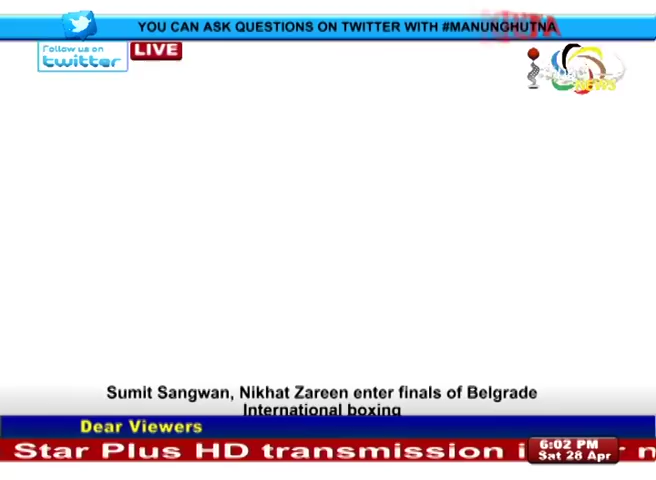 YOU CAN ASK QUESTIONS ON TWITTER WITH #MANUNGHUTNA
Follow us on
twitter
LIVE
NEWS
Sumit Sangwan, Nikhat Zareen enter finals of Belgrade
International boxing
Dear Viewers
Star Plus HD transmission
6:02 PM
Sat 28 Apr